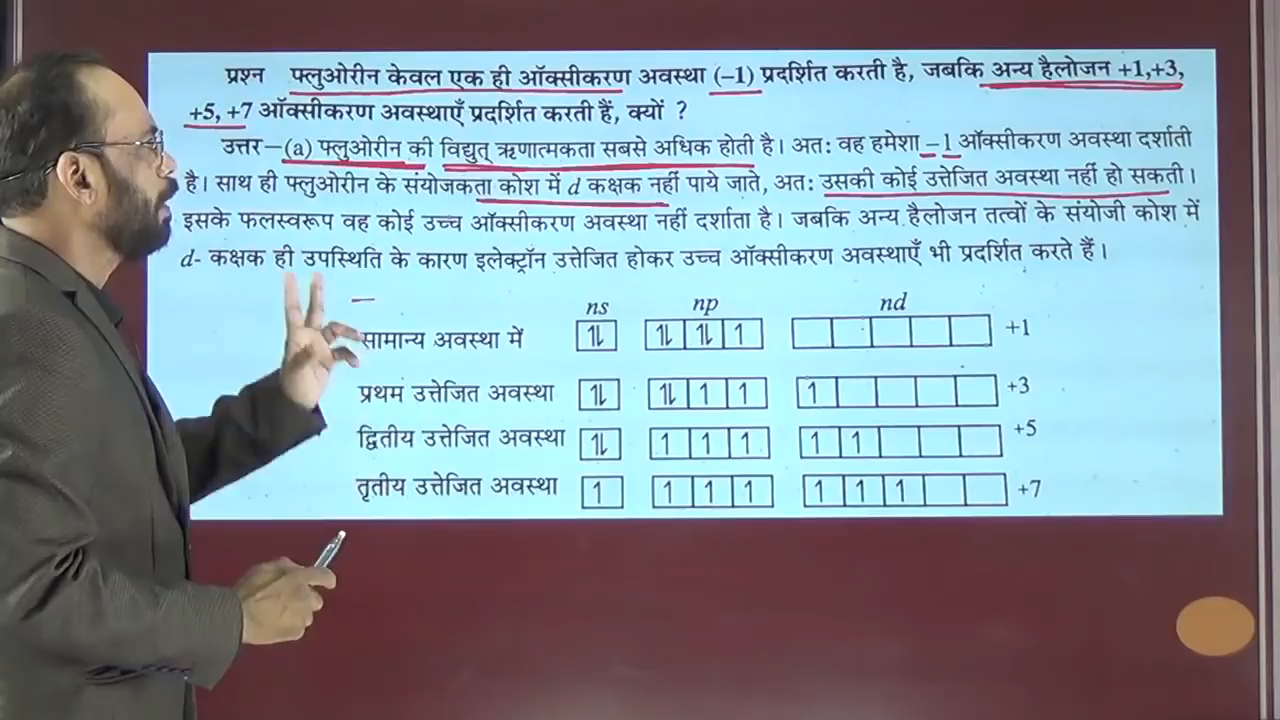 प्रश्न फ्लुओरीन केवल एक ही ऑक्सीकरण अवस्था (–1) प्रदर्शित करती है, जबकि अन्य हैलोजन +1,+3,
+5, +7 ऑक्सीकरण अवस्थाएँ प्रदर्शित करती हैं, क्यों ?
उत्तर–(a) फ्लुओरीन की विद्युत् ऋणात्मकता सबसे अधिक होती है। अत: वह हमेशा –1 ऑक्सीकरण अवस्था दर्शाती
है। साथ ही फ्लुओरीन के संयोजकता कोश में d कक्षक नहीं पाये जाते, अत: उसकी कोई उत्तेजित अवस्था नहीं हो सकती।
इसके फलस्वरूप वह कोई उच्च ऑक्सीकरण अवस्था नहीं दर्शाता है। जबकि अन्य हैलोजन तत्वों के संयोजी कोश में
d- कक्षक ही उपस्थिति के कारण इलेक्ट्रॉन उत्तेजित होकर उच्च ऑक्सीकरण अवस्थाएँ भी प्रदर्शित करते हैं।
ns np nd
सामान्य अवस्था में ⥮ ⥮ ⥮ 1 +1
प्रथम उत्तेजित अवस्था ⥮ ⥮ 1 1 1 +3
द्वितीय उत्तेजित अवस्था ⥮ 1 1 1 1 1 +5
तृतीय उत्तेजित अवस्था 1 1 1 1 1 1 1 +7